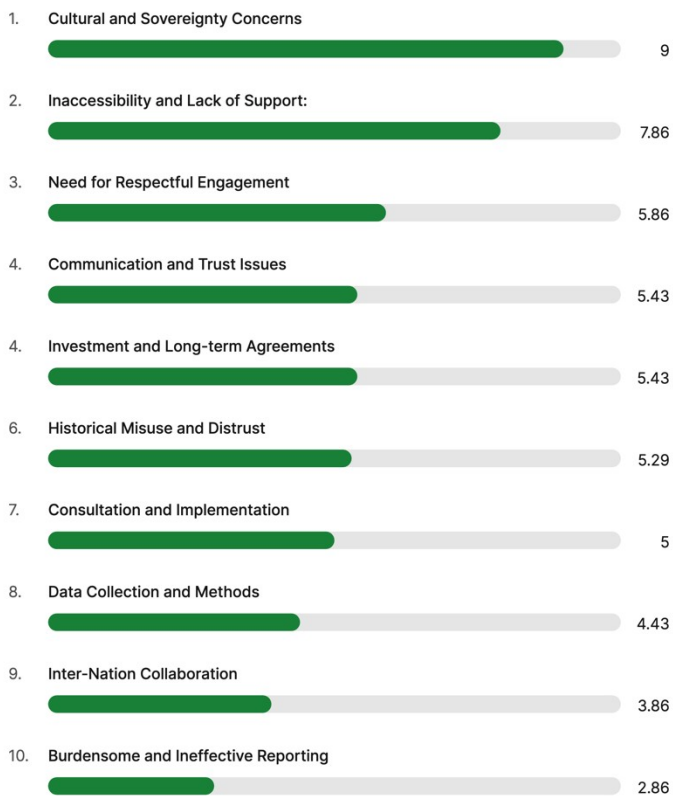 1. Cultural and Sovereignty Concerns
9
2. Inaccessibility and Lack of Support:
7.86
3. Need for Respectful Engagement
5.86
4. Communication and Trust Issues
5.43
4. Investment and Long-term Agreements
5.43
6. Historical Misuse and Distrust
5.29
7. Consultation and Implementation
5
8. Data Collection and Methods
4.43
9. Inter-Nation Collaboration
3.86
10. Burdensome and Ineffective Reporting
2.86